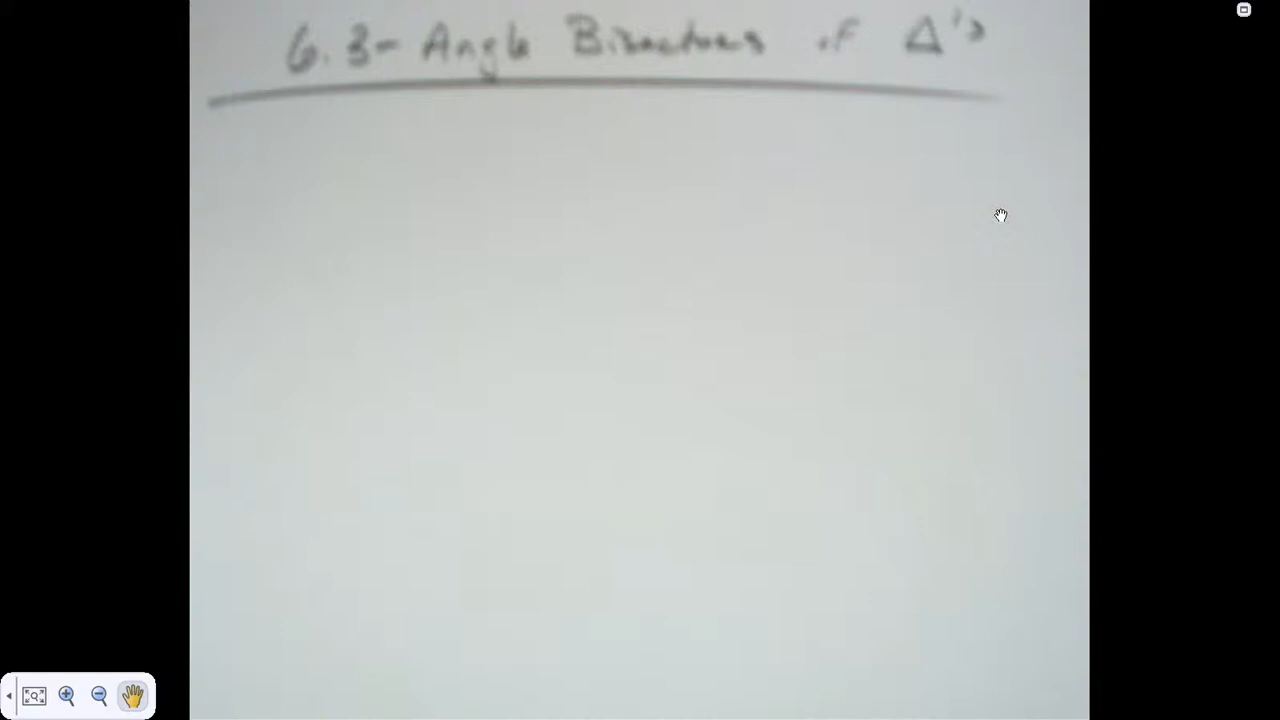 6.3- Angle Bisectors of Δ's